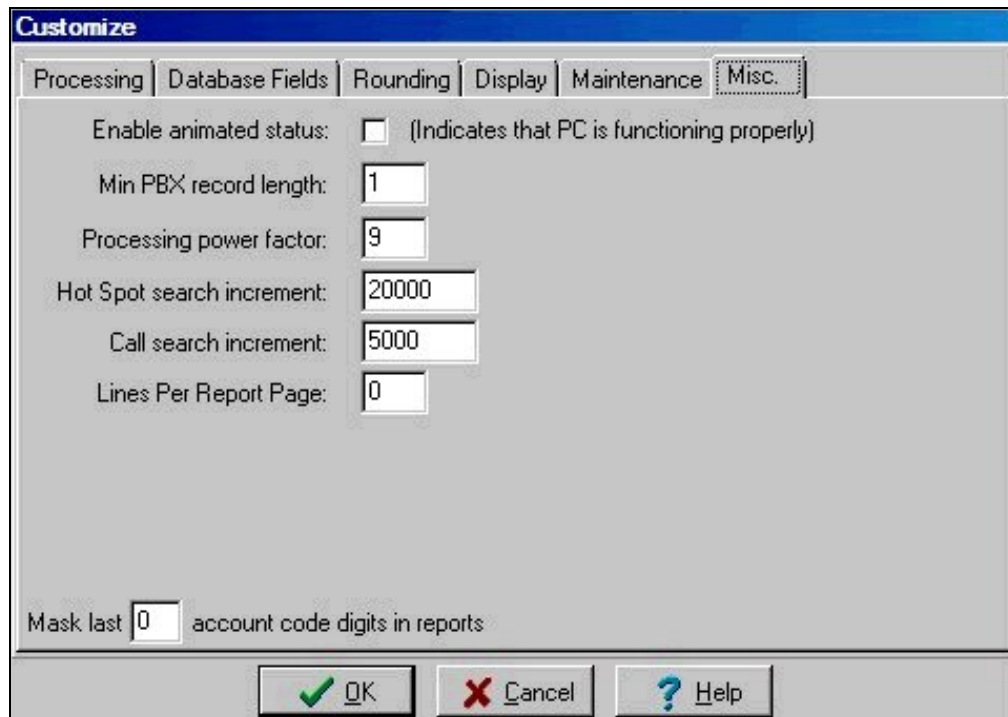 Customize
Processing Database Fields Rounding Display Maintenance Misc.
Enable animated status: (Indicates that PC is functioning properly)
Min PBX record length: 1
Processing power factor: 9
Hot Spot search increment: 20000
Call search increment: 5000
Lines Per Report Page: 0
Mask last 0 account code digits in reports
OK Cancel Help